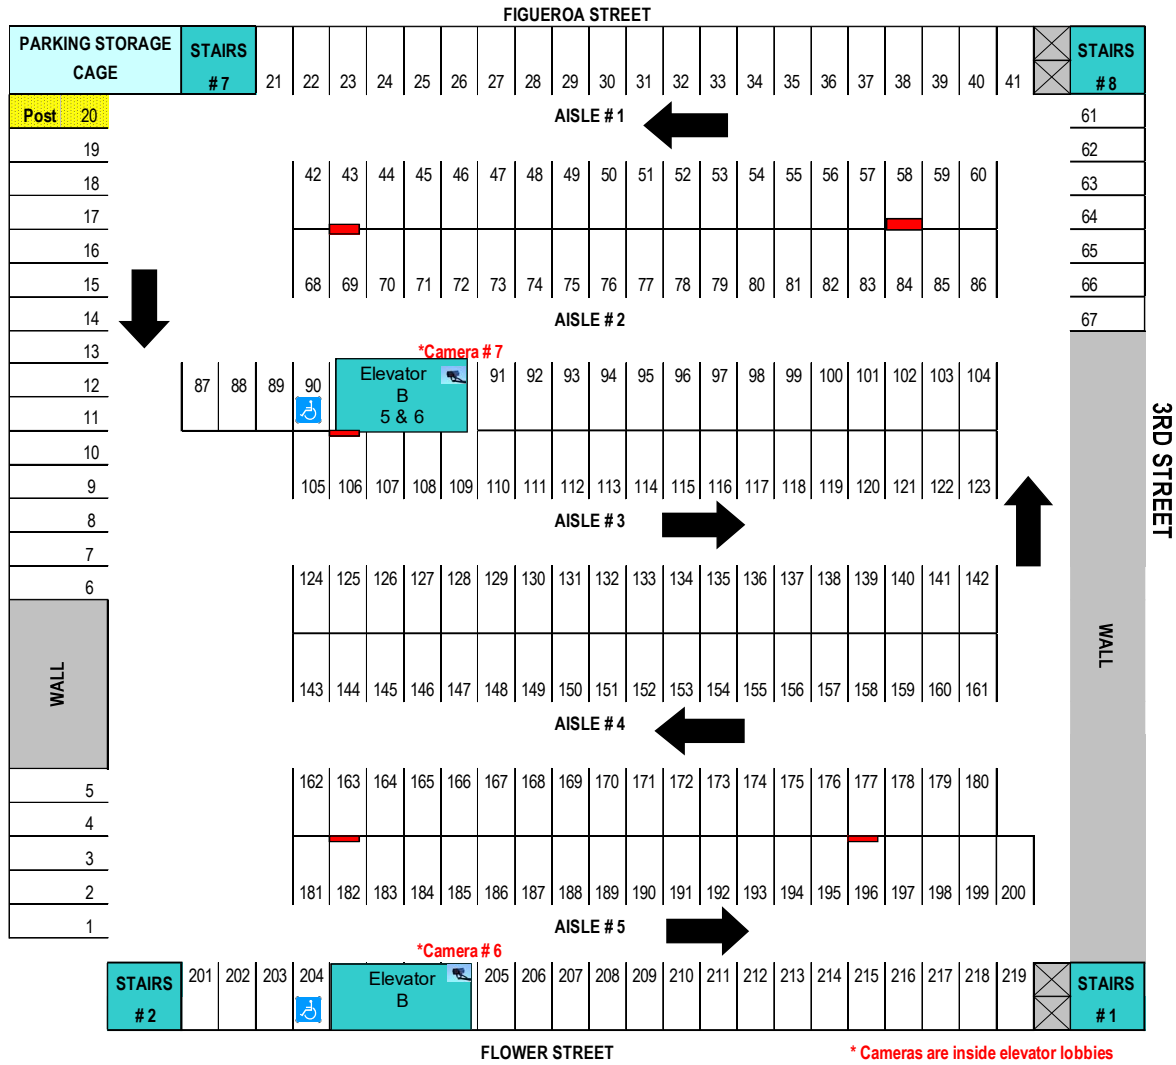 FIGUEROA STREET
PARKING STORAGE
CAGE
STAIRS
# 7
21 22 23 24 25 26 27 28 29 30 31 32 33 34 35 36 37 38 39 40 41
STAIRS
# 8
Post 20
AISLE # 1
61
19
62
42 43 44 45 46 47 48 49 50 51 52 53 54 55 56 57 58 59 60
18
63
17
64
16
65
15
68 69 70 71 72 73 74 75 76 77 78 79 80 81 82 83 84 85 86
66
14
AISLE # 2
67
13
*Camera # 7
12
87 88 89 90
Elevator
B
5 & 6
91 92 93 94 95 96 97 98 99 100 101 102 103 104
11
10
9
105 106 107 108 109 110 111 112 113 114 115 116 117 118 119 120 121 122 123
3RD STREET
8
AISLE # 3
7
6
124 125 126 127 128 129 130 131 132 133 134 135 136 137 138 139 140 141 142
WALL
WALL
143 144 145 146 147 148 149 150 151 152 153 154 155 156 157 158 159 160 161
AISLE # 4
5
162 163 164 165 166 167 168 169 170 171 172 173 174 175 176 177 178 179 180
4
3
2
181 182 183 184 185 186 187 188 189 190 191 192 193 194 195 196 197 198 199 200
1
AISLE # 5
*Camera # 6
STAIRS
# 2
201 202 203 204
Elevator
B
205 206 207 208 209 210 211 212 213 214 215 216 217 218 219
STAIRS
# 1
FLOWER STREET
* Cameras are inside elevator lobbies